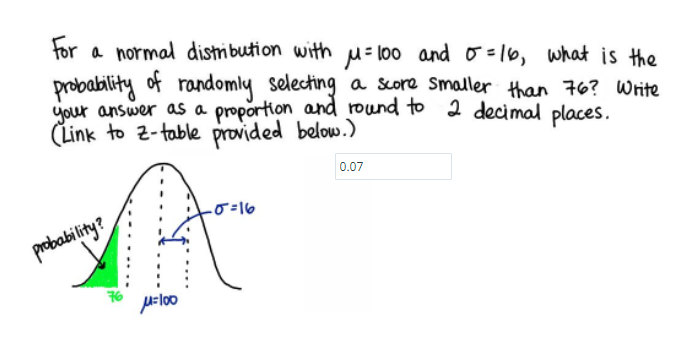 For a normal distribution with μ=100 and σ=16, what is the
probability of randomly selecting a score smaller than 76? Write
your answer as a proportion and round to 2 decimal places.
(Link to z-table provided below.)
0.07
probability?
σ=16
76
μ=100